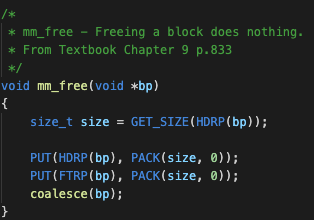 /*
 * mm_free - Freeing a block does nothing.
 * From Textbook Chapter 9 p.833
 */
void mm_free(void *bp)
{
    size_t size = GET_SIZE(HDRP(bp));

    PUT(HDRP(bp), PACK(size, 0));
    PUT(FTRP(bp), PACK(size, 0));
    coalesce(bp);
}